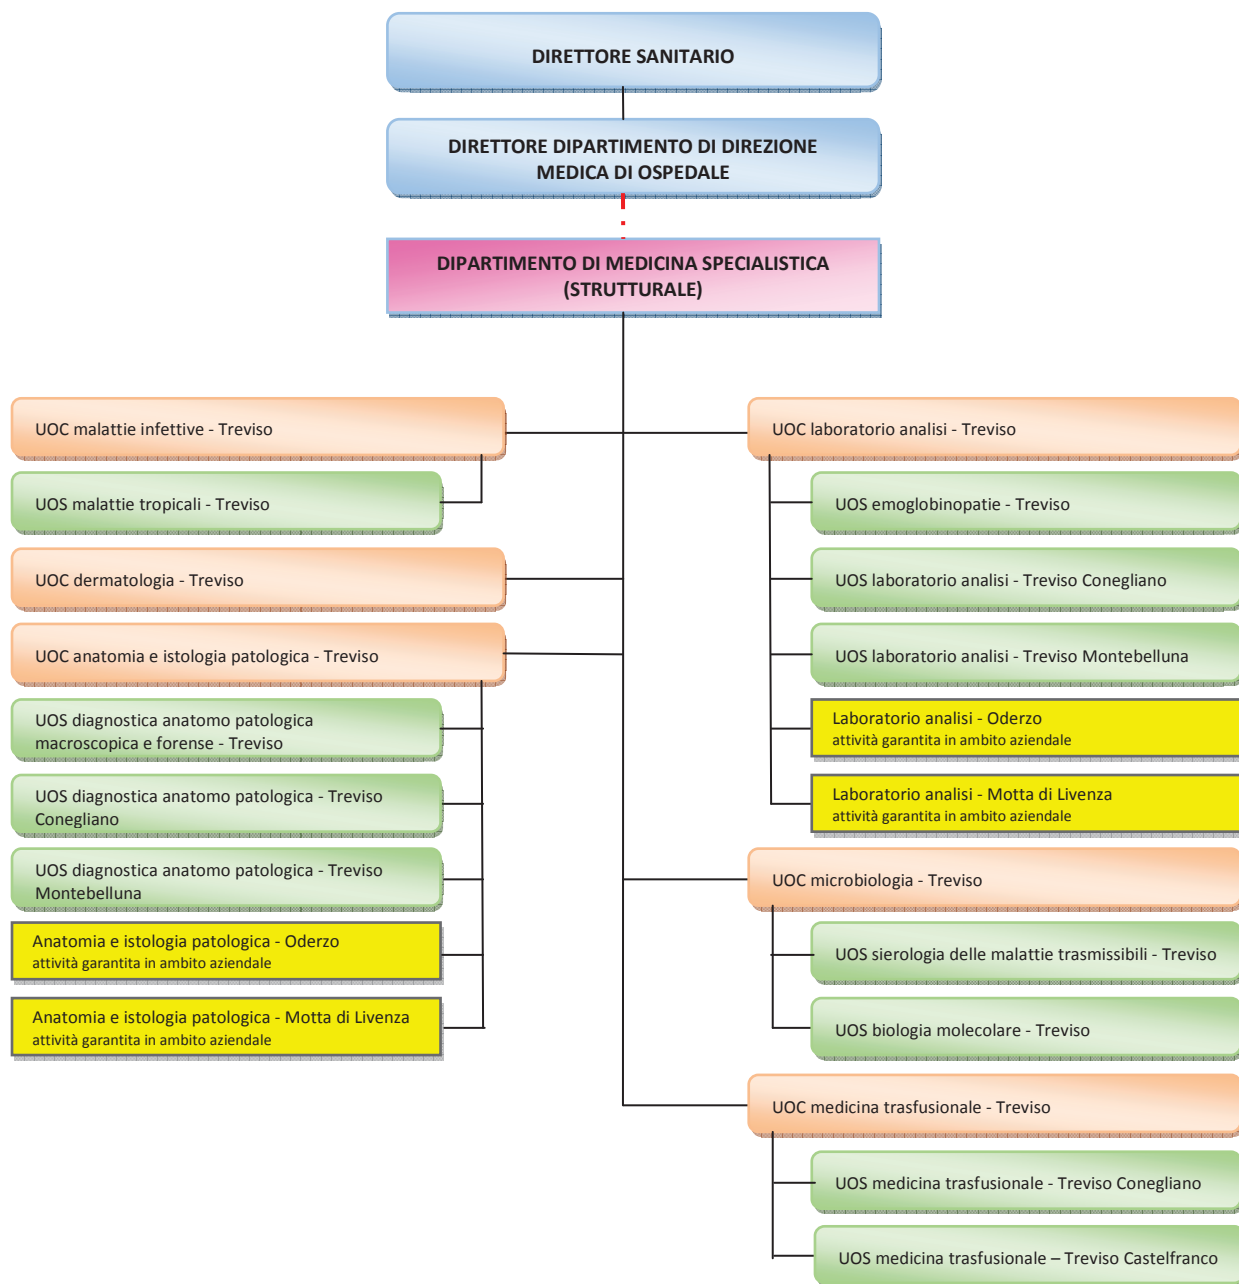 DIRETTORE SANITARIO
DIRETTORE DIPARTIMENTO DI DIREZIONE
MEDICA DI OSPEDALE
DIPARTIMENTO DI MEDICINA SPECIALISTICA
(STRUTTURALE)
UOC malattie infettive - Treviso
UOS malattie tropicali - Treviso
UOC dermatologia - Treviso
UOC anatomia e istologia patologica - Treviso
UOS diagnostica anatomo patologica
macroscopica e forense - Treviso
UOS diagnostica anatomo patologica - Treviso
Conegliano
UOS diagnostica anatomo patologica - Treviso
Montebelluna
Anatomia e istologia patologica - Oderzo
attività garantita in ambito aziendale
Anatomia e istologia patologica - Motta di Livenza
attività garantita in ambito aziendale
UOC laboratorio analisi - Treviso
UOS emoglobinopatie - Treviso
UOS laboratorio analisi - Treviso Conegliano
UOS laboratorio analisi - Treviso Montebelluna
Laboratorio analisi - Oderzo
attività garantita in ambito aziendale
Laboratorio analisi - Motta di Livenza
attività garantita in ambito aziendale
UOC microbiologia - Treviso
UOS sierologia delle malattie trasmissibili - Treviso
UOS biologia molecolare - Treviso
UOC medicina trasfusionale - Treviso
UOS medicina trasfusionale - Treviso Conegliano
UOS medicina trasfusionale – Treviso Castelfranco